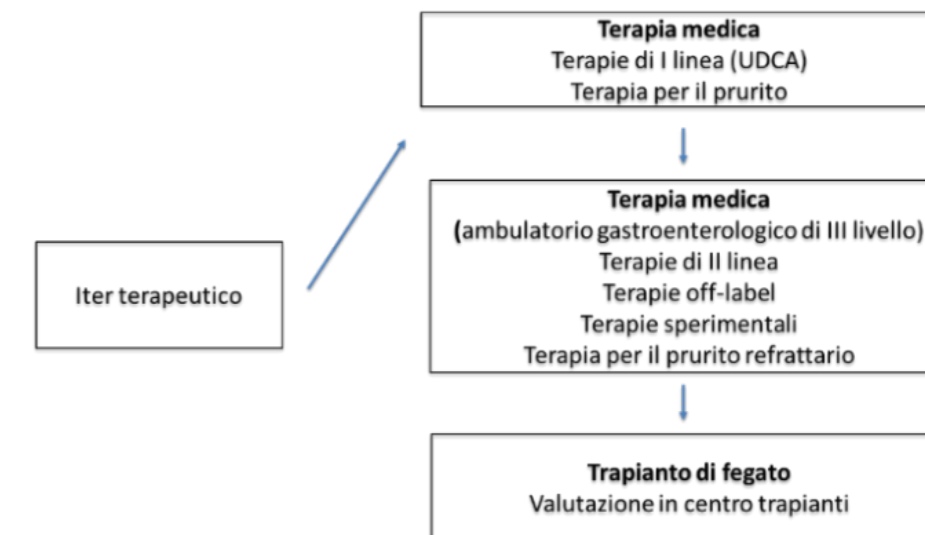 Terapia medica
Terapie di I linea (UDCA)
Terapia per il prurito
Iter terapeutico
Terapia medica
(ambulatorio gastroenterologico di III livello)
Terapie di II linea
Terapie off-label
Terapie sperimentali
Terapia per il prurito refrattario
Trapianto di fegato
Valutazione in centro trapianti